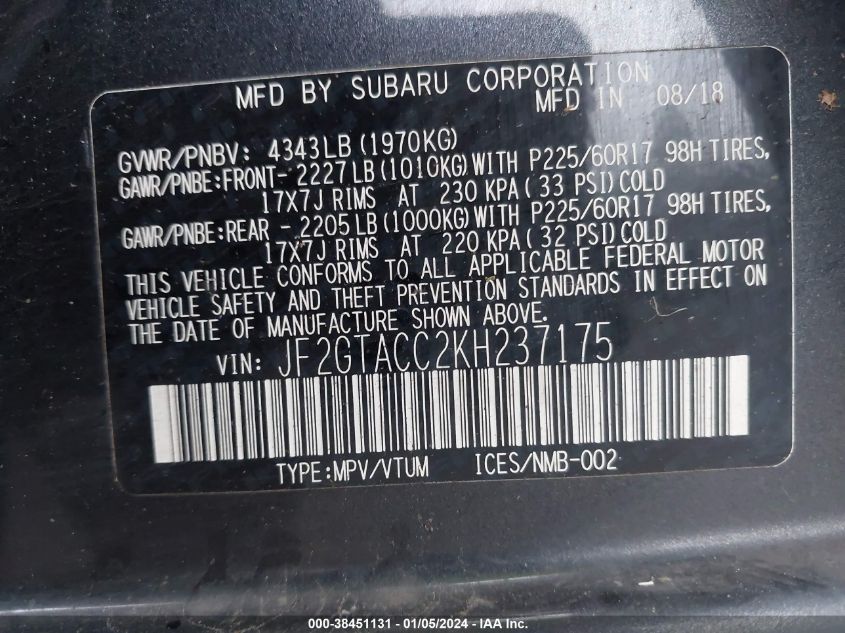 MFD BY SUBARU CORPORATION
MFD IN 08/18
GVWR/PNBV: 4343LB (1970KG)
GAWR/PNBE:FRONT-2227LB(1010KG)WITH P225/60R17 98H TIRES,
17X7J RIMS AT 230 KPA(33 PSI)COLD
GAWR/PNBE:REAR -2205LB(1000KG)WITH P225/60R17 98H TIRES,
17X7J RIMS AT 220 KPA(32 PSI)COLD
THIS VEHICLE CONFORMS TO ALL APPLICABLE FEDERAL MOTOR
VEHICLE SAFETY AND THEFT PREVENTION STANDARDS IN EFFECT ON
THE DATE OF MANUFACTURE SHOWN ABOVE.
VIN: JF2GTACC2KH237175
TYPE:MPV/VTUM ICES/NMB-002
000-38451131 - 01/05/2024 - IAA, Inc.